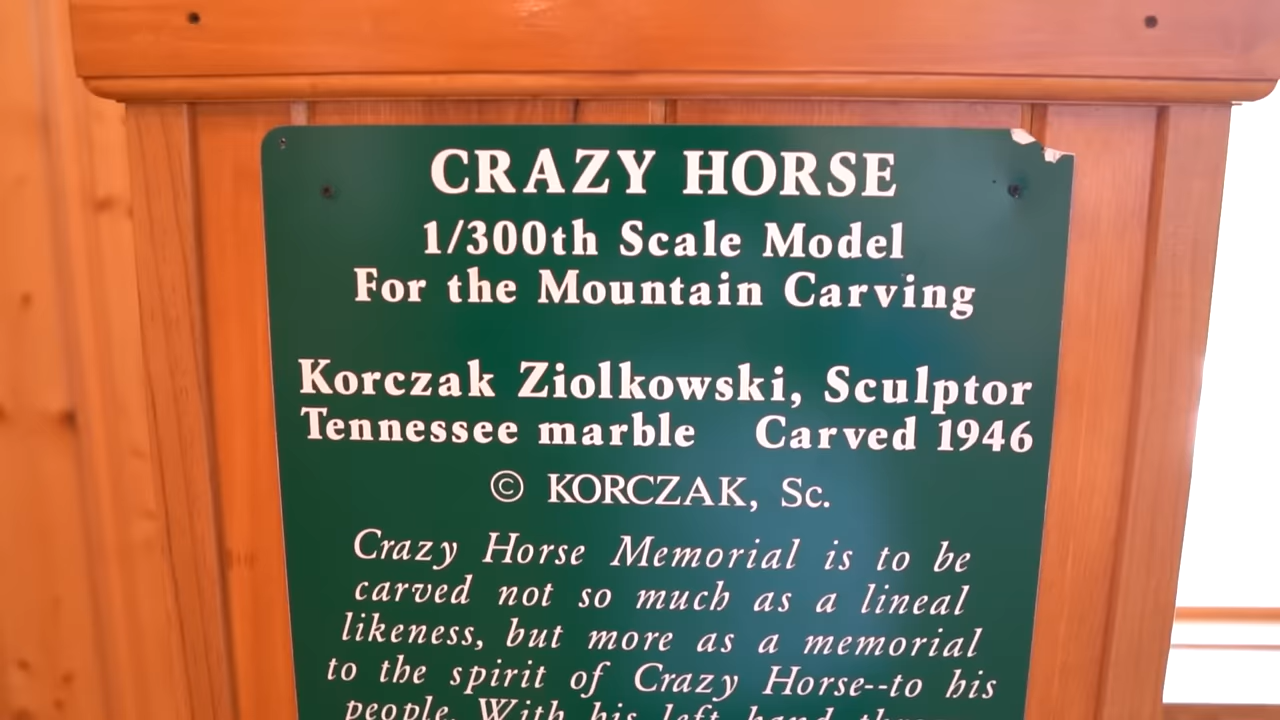 CRAZY HORSE
1/300th Scale Model
For the Mountain Carving
Korczak Ziolkowski, Sculptor
Tennessee marble Carved 1946
© KORCZAK, Sc.
Crazy Horse Memorial is to be
carved not so much as a lineal
likeness, but more as a memorial
to the spirit of Crazy Horse--to his
people. With his left hand